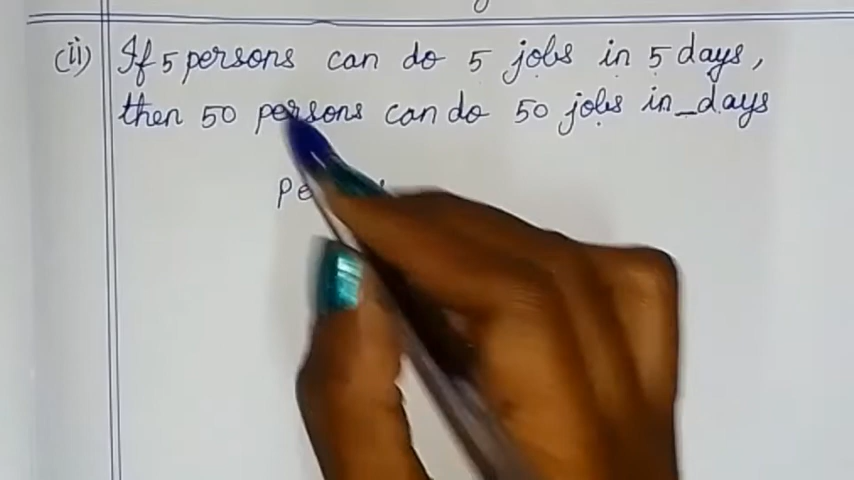 (ii) If 5 persons can do 5 jobs in 5 days,
then 50 persons can do 50 jobs in _ days